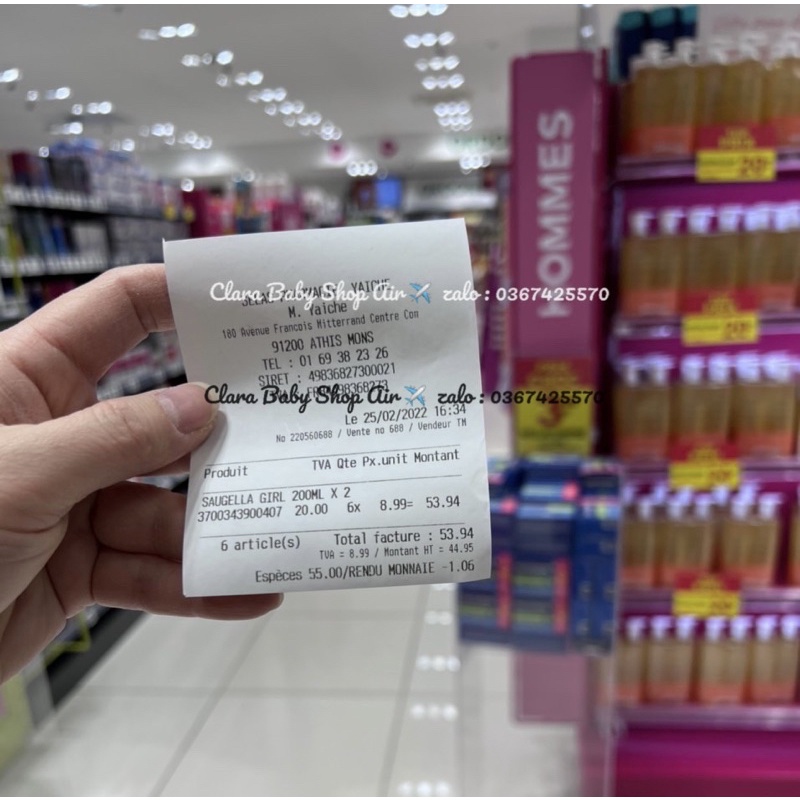 Clara Baby Shop Air ✈️ zalo : 0367425570
M. Yaiche
180 Avenue Francois Mitterrand Centre Con
91200 ATHIS MONS
TEL : 01 69 38 23 26
SIRET : 49836827300021
Clara Baby Shop Air ✈️ zalo : 0367425570
Le 25/02/2022 16:34
No 220560688 / Vente no 688 / Vendeur TM
Produit TVA Qte Px.unit Montant
SAUGELLA GIRL 200ML X 2
3700343900407 20.00 6x 8.99= 53.94
6 article(s) Total facture : 53.94
TVA = 8.99 / Montant HT = 44.95
Espèces 55.00/RENDU MONNAIE -1.06
HOMMES